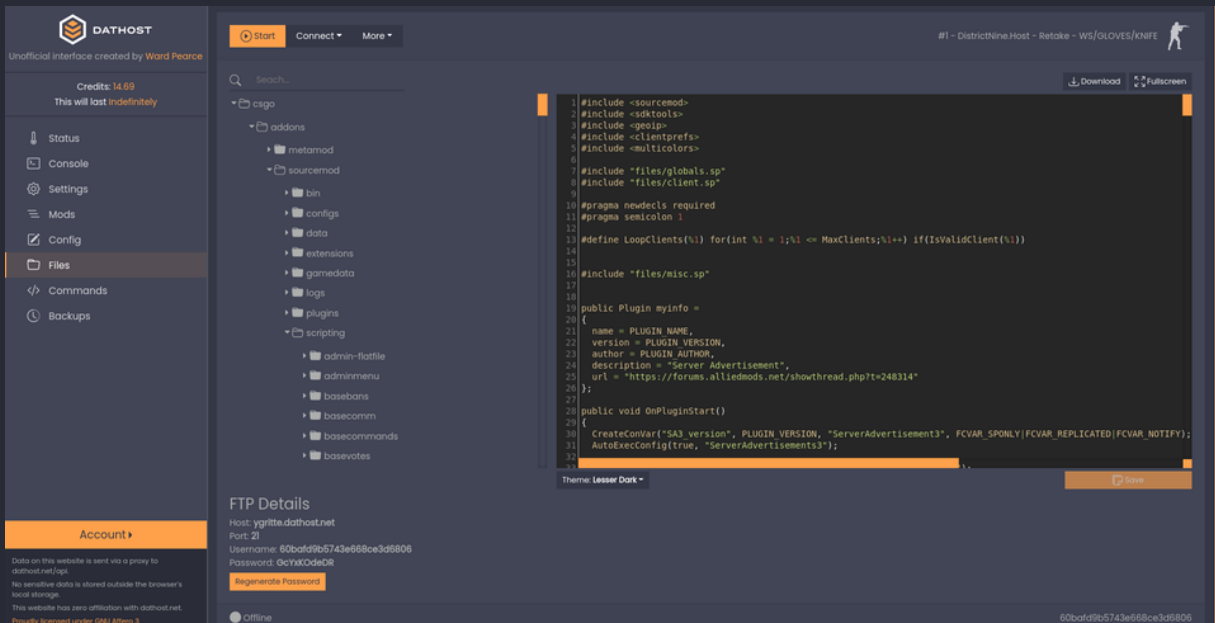 DATHOST
Unofficial interface created by Ward Pearce
Credits: 14.69
This will last Indefinitely
Status
Console
Settings
Mods
Config
Files
Commands
Backups
Account
Data on this website is sent via a proxy to
dathost.net/api.
No sensitive data is stored outside the browser's
local storage.
This website has zero affiliation with dathost.net.
Proudly licensed under GNU Affero 3
Start Connect More
#1 - DistrictNine.Host - Retake - WS/GLOVES/KNIFE
Seach...
Download Fullscreen
csgo
addons
metamod
sourcemod
bin
configs
data
extensions
gamedata
logs
plugins
scripting
admin-flatfile
adminmenu
basebans
basecomm
basecommands
basevotes
1 #include <sourcemod>
2 #include <sdktools>
3 #include <geoip>
4 #include <clientprefs>
5 #include <multicolors>
6
7 #include "files/globals.sp"
8 #include "files/client.sp"
9
10 #pragma newdecls required
11 #pragma semicolon 1
12
13 #define LoopClients(%1) for(int %1 = 1;%1 <= MaxClients;%1++) if(IsValidClient(%1))
14
15
16 #include "files/misc.sp"
17
18
19 public Plugin myinfo =
20 {
21 name = PLUGIN_NAME,
22 version = PLUGIN_VERSION,
23 author = PLUGIN_AUTHOR,
24 description = "Server Advertisement",
25 url = "https://forums.alliedmods.net/showthread.php?t=248314"
26 };
27
28 public void OnPluginStart()
29 {
30 CreateConVar("SA3_version", PLUGIN_VERSION, "ServerAdvertisement3", FCVAR_SPONLY|FCVAR_REPLICATED|FCVAR_NOTIFY);
31 AutoExecConfig(true, "ServerAdvertisements3");
32
Theme: Lesser Dark
Save
FTP Details
Host: ygritte.dathost.net
Port: 21
Username: 60bafd9b5743e668ce3d6806
Password: GcYxKOdeDR
Regenerate Password
Offline
60bafd9b5743e668ce3d6806